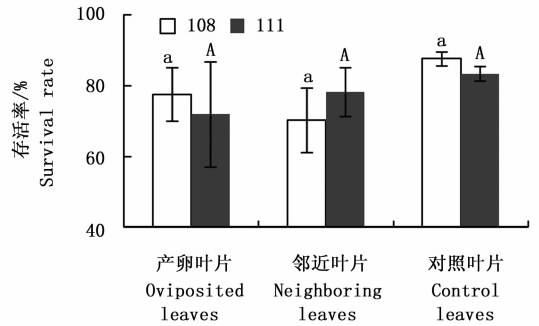 100
80
60
40
存活率/%
Survival rate
108 111
a A
a A
a A
产卵叶片 邻近叶片 对照叶片
Oviposited Neighboring Control
leaves leaves leaves